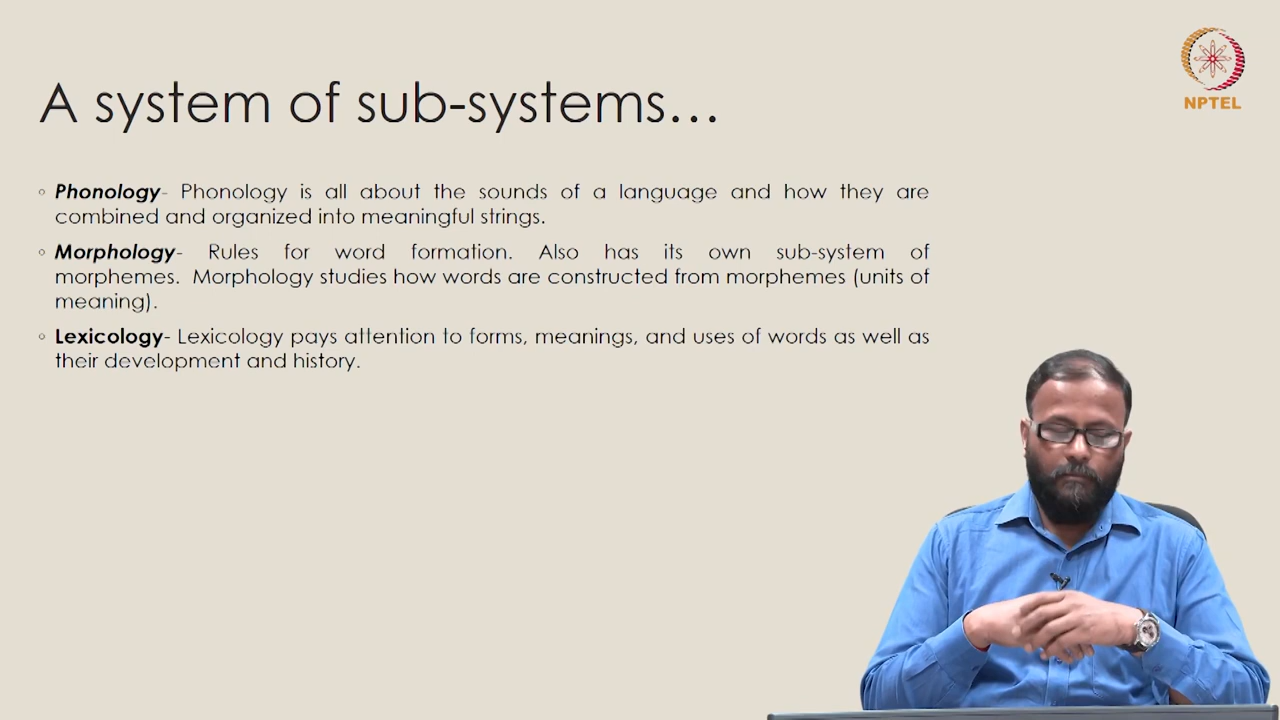 A system of sub-systems...
NPTEL
◦ Phonology- Phonology is all about the sounds of a language and how they are
combined and organized into meaningful strings.
◦ Morphology- Rules for word formation. Also has its own sub-system of
morphemes. Morphology studies how words are constructed from morphemes (units of
meaning).
◦ Lexicology- Lexicology pays attention to forms, meanings, and uses of words as well as
their development and history.